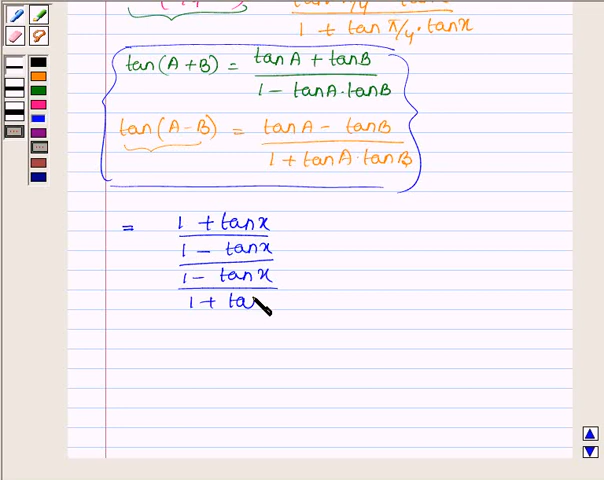 1 + tan π/4 · tanx
tan(A + B) = tanA + tanB
1 - tanA·tanB
tan(A - B) = tanA - tanB
1 + tanA·tanB
= 1 + tanx
1 - tanx
1 - tanx
1 + ta